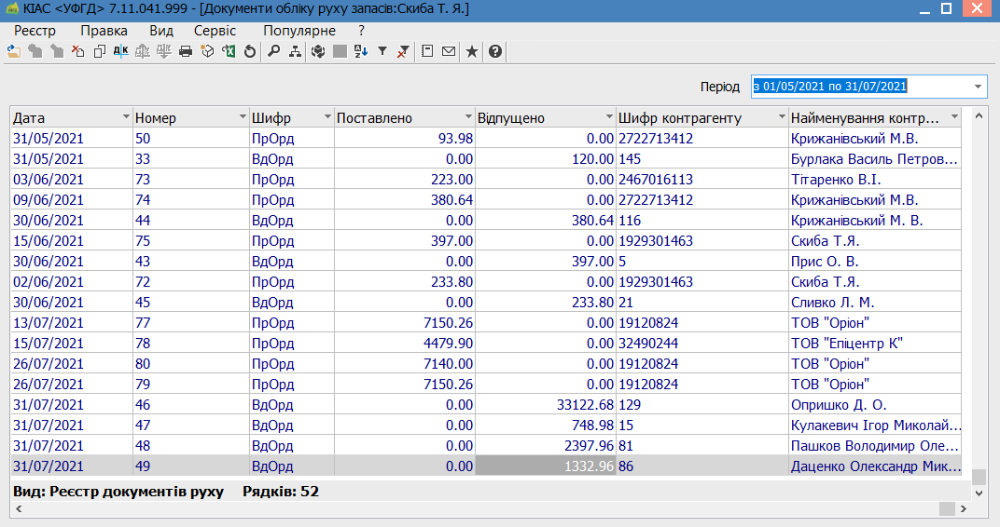 КІАС <УФГД> 7.11.041.999 - [Документи обліку руху запасів:Скиба Т. Я.]
Реєстр Правка Вид Сервіс Популярне ?
Період з 01/05/2021 по 31/07/2021
Дата Номер Шифр Поставлено Відпущено Шифр контрагенту Найменування контр...
31/05/2021 50 ПрОрд 93.98 0.00 2722713412 Крижанівський М.В.
31/05/2021 33 ВдОрд 0.00 120.00 145 Бурлака Василь Петров...
03/06/2021 73 ПрОрд 223.00 0.00 2467016113 Тітаренко В.І.
09/06/2021 74 ПрОрд 380.64 0.00 2722713412 Крижанівський М.В.
30/06/2021 44 ВдОрд 0.00 380.64 116 Крижанівський М. В.
15/06/2021 75 ПрОрд 397.00 0.00 1929301463 Скиба Т.Я.
30/06/2021 43 ВдОрд 0.00 397.00 5 Прис О. В.
02/06/2021 72 ПрОрд 233.80 0.00 1929301463 Скиба Т.Я.
30/06/2021 45 ВдОрд 0.00 233.80 21 Сливко Л. М.
13/07/2021 77 ПрОрд 7150.26 0.00 19120824 ТОВ "Оріон"
15/07/2021 78 ПрОрд 4479.90 0.00 32490244 ТОВ "Епіцентр К"
26/07/2021 80 ПрОрд 7140.00 0.00 19120824 ТОВ "Оріон"
26/07/2021 79 ПрОрд 7150.26 0.00 19120824 ТОВ "Оріон"
31/07/2021 46 ВдОрд 0.00 33122.68 129 Опришко Д. О.
31/07/2021 47 ВдОрд 0.00 748.98 15 Кулакевич Ігор Миколай...
31/07/2021 48 ВдОрд 0.00 2397.96 81 Пашков Володимир Оле...
31/07/2021 49 ВдОрд 0.00 1332.96 86 Даценко Олександр Мик...
Вид: Реєстр документів руху Рядків: 52